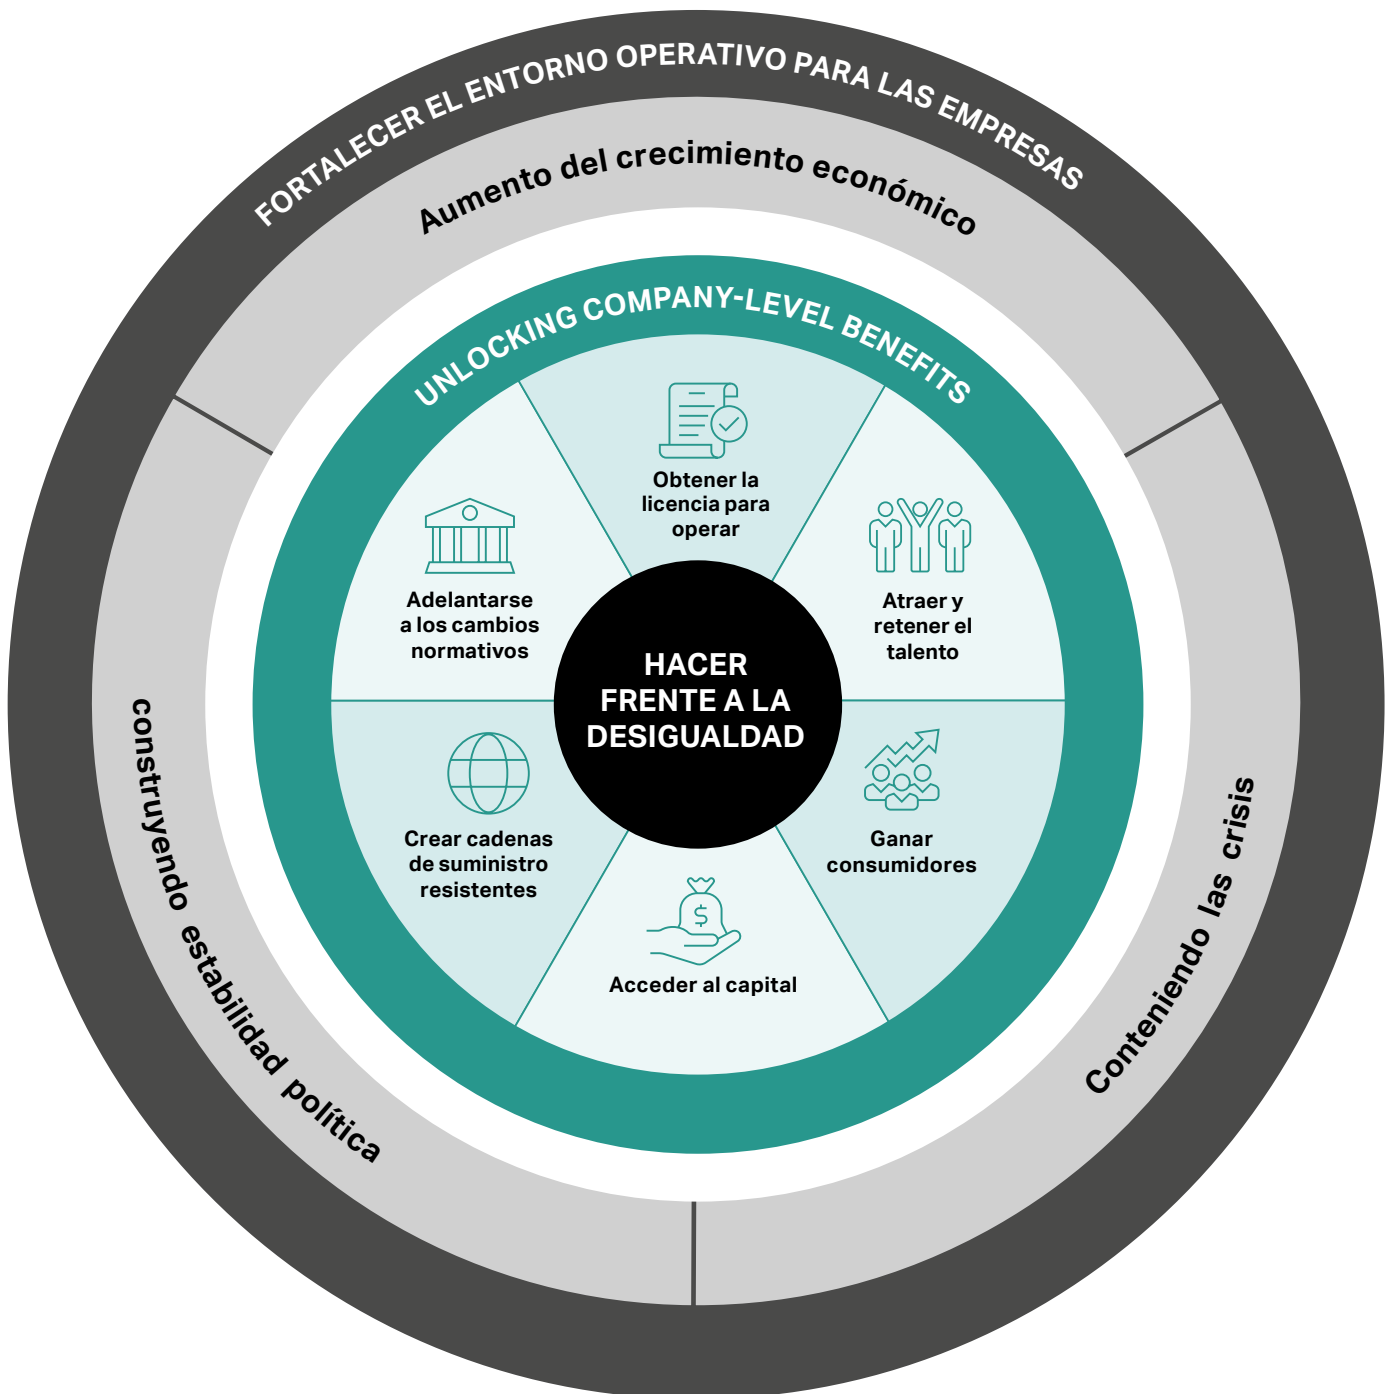 FORTALECER EL ENTORNO OPERATIVO PARA LAS EMPRESAS
Aumento del crecimiento económico
UNLOCKING COMPANY-LEVEL BENEFITS
Obtener la
licencia para
operar
Adelantarse
a los cambios
normativos
Atraer y
retener el
talento
HACER
FRENTE A LA
DESIGUALDAD
Crear cadenas
de suministro
resistentes
Ganar
consumidores
$
Acceder al capital
construyendo estabilidad política
Conteniendo las crisis